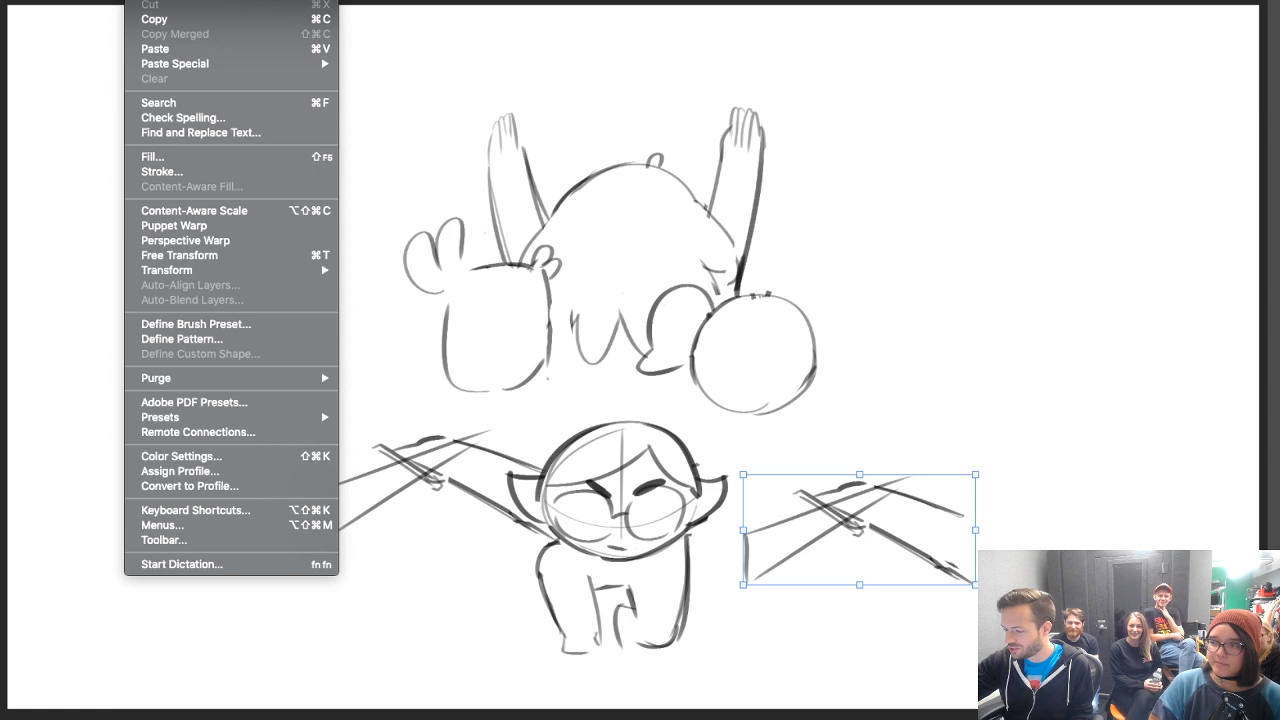 Cut ⌘X
Copy ⌘C
Copy Merged ⇧⌘C
Paste ⌘V
Paste Special ▶
Clear
Search ⌘F
Check Spelling...
Find and Replace Text...
Fill... ⇧F5
Stroke...
Content-Aware Fill...
Content-Aware Scale ⌥⇧⌘C
Puppet Warp
Perspective Warp
Free Transform ⌘T
Transform ▶
Auto-Align Layers...
Auto-Blend Layers...
Define Brush Preset...
Define Pattern...
Define Custom Shape...
Purge ▶
Adobe PDF Presets...
Presets ▶
Remote Connections...
Color Settings... ⇧⌘K
Assign Profile...
Convert to Profile...
Keyboard Shortcuts... ⌥⇧⌘K
Menus... ⌥⇧⌘M
Toolbar...
Start Dictation... fn fn